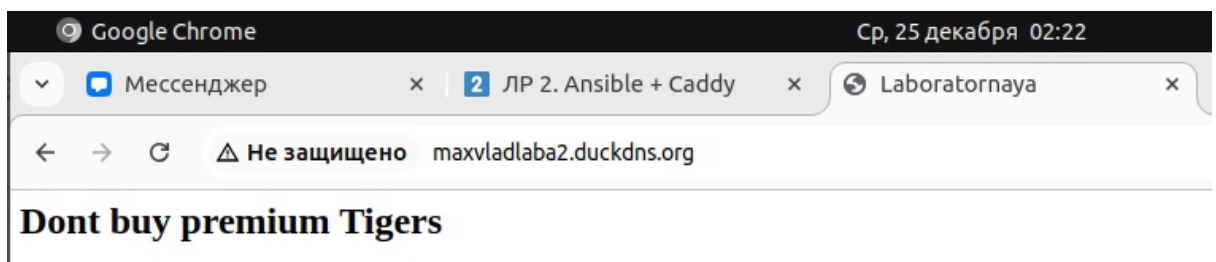 Google Chrome Ср, 25 декабря 02:22
Мессенджер 2 ЛР 2. Ansible + Caddy Laboratornaya
Не защищено maxvladlaba2.duckdns.org
Dont buy premium Tigers